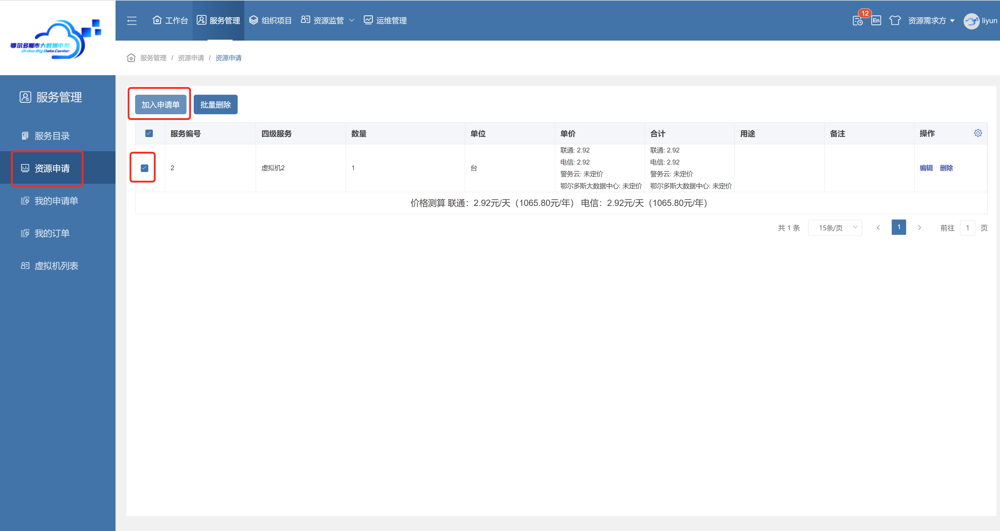 鄂尔多斯市大数据中心
Ordos Big Data Center
工作台 服务管理 组织项目 资源监管 运维管理
12 En 资源需求方 liyun
服务管理 / 资源申请 / 资源申请
服务管理
服务目录
资源申请
我的申请单
我的订单
虚拟机列表
加入申请单 批量删除
服务编号 四级服务 数量 单位 单价 合计 用途 备注 操作
2 虚拟机2 1 台 编辑 删除
联通: 2.92
电信: 2.92
警务云: 未定价
鄂尔多斯大数据中心: 未定价
联通: 2.92
电信: 2.92
警务云: 未定价
鄂尔多斯大数据中心: 未定价
价格测算 联通：2.92元/天（1065.80元/年） 电信：2.92元/天（1065.80元/年）
共 1 条 15条/页 1 前往 1 页